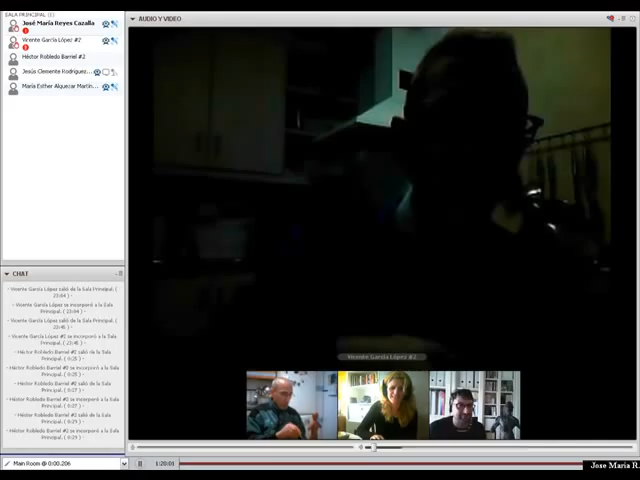 SALA PRINCIPAL (5)
José María Reyes Cazalla
Vicente García López #2
Héctor Robledo Barriel #2
Jesús Clemente Rodríguez...
María Esther Alquezar Martin...
CHAT
- Vicente García López salió de la Sala Principal. ( 23:04 ) -
- Vicente García López se incorporó a la Sala Principal. ( 23:04 ) -
- Vicente García López salió de la Sala Principal. ( 23:45 ) -
- Vicente García López #2 se incorporó a la Sala Principal. ( 23:45 ) -
- Héctor Robledo Barriel #2 salió de la Sala Principal. ( 0:25 ) -
- Héctor Robledo Barriel #2 se incorporó a la Sala Principal. ( 0:25 ) -
- Héctor Robledo Barriel #2 salió de la Sala Principal. ( 0:27 ) -
- Héctor Robledo Barriel #2 se incorporó a la Sala Principal. ( 0:27 ) -
- Héctor Robledo Barriel #2 salió de la Sala Principal. ( 0:29 ) -
- Héctor Robledo Barriel #2 se incorporó a la Sala Principal. ( 0:29 ) -
AUDIO Y VIDEO
Vicente García López #2
Main Room @ 0:00.206
1:20:01
Jose Maria R.